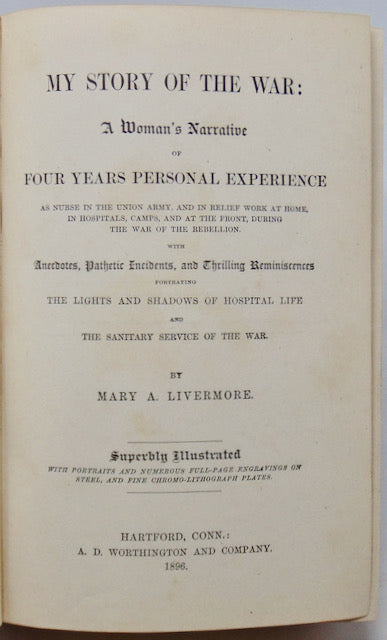 MY STORY OF THE WAR:
A Woman's Narrative
OF
FOUR YEARS PERSONAL EXPERIENCE
AS NURSE IN THE UNION ARMY, AND IN RELIEF WORK AT HOME,
IN HOSPITALS, CAMPS, AND AT THE FRONT, DURING
THE WAR OF THE REBELLION.
WITH
Anecdotes, Pathetic Incidents, and Thrilling Reminiscences
PORTRAYING
THE LIGHTS AND SHADOWS OF HOSPITAL LIFE
AND
THE SANITARY SERVICE OF THE WAR.
BY
MARY A. LIVERMORE.
Superbly Illustrated
WITH PORTRAITS AND NUMEROUS FULL-PAGE ENGRAVINGS ON
STEEL, AND FINE CHROMO-LITHOGRAPH PLATES.
HARTFORD, CONN.:
A. D. WORTHINGTON AND COMPANY.
1896.